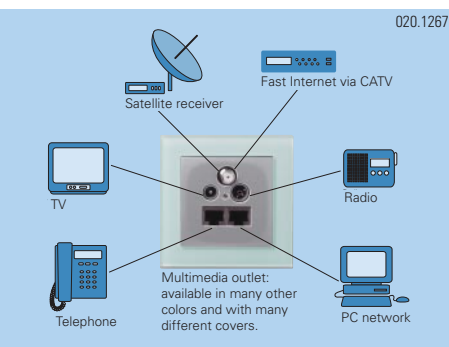 020.1267
Satellite receiver
Fast Internet via CATV
TV
Radio
Telephone
Multimedia outlet:
available in many other
colors and with many
different covers.
PC network